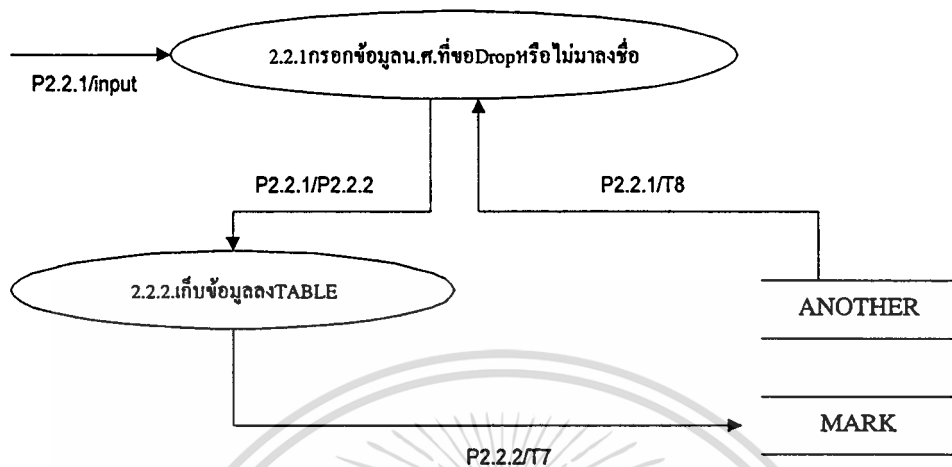 2.2.1กรอกข้อมูลน.ศ.ที่ขอDropหรือไม่มาลงชื่อ
P2.2.1/input
P2.2.1/P2.2.2
P2.2.1/T8
2.2.2.เก็บข้อมูลลงTABLE
ANOTHER
MARK
P2.2.2/T7